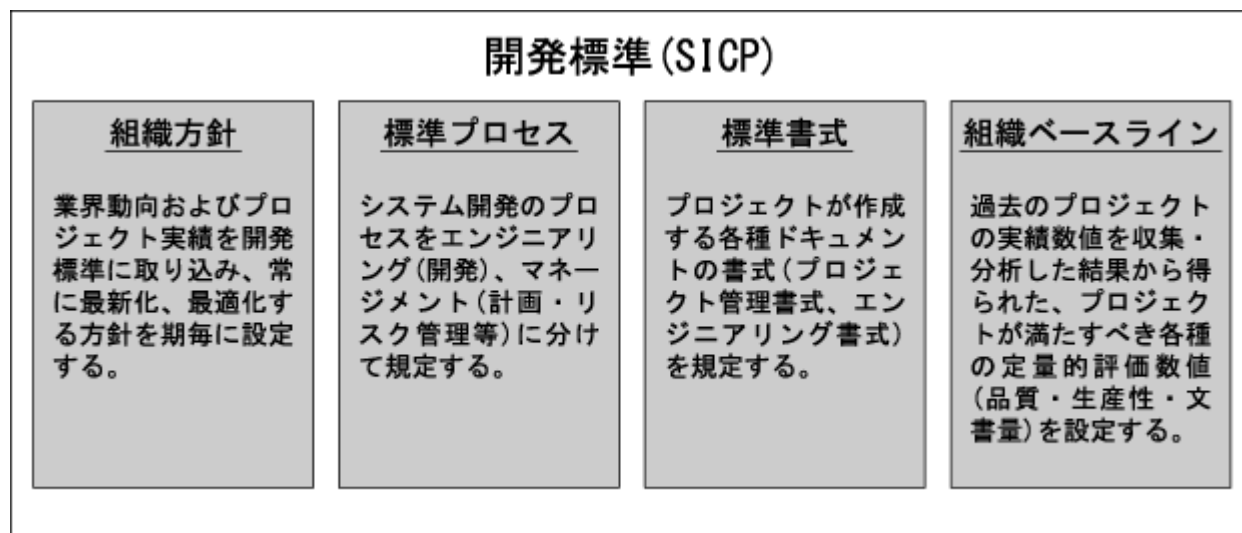 開発標準(SICP)
組織方針
業界動向およびプロ
ジェクト実績を開発
標準に取り込み、常
に最新化、最適化す
る方針を期毎に設定
する。
標準プロセス
システム開発のプロ
セスをエンジニアリ
ング(開発)、マネー
ジメント(計画・リ
スク管理等)に分け
て規定する。
標準書式
プロジェクトが作成
する各種ドキュメン
トの書式(プロジェ
クト管理書式、エン
ジニアリング書式)
を規定する。
組織ベースライン
過去のプロジェクト
の実績数値を収集・
分析した結果から得
られた、プロジェク
トが満たすべき各種
の定量的評価数値
(品質・生産性・文
書量)を設定する。